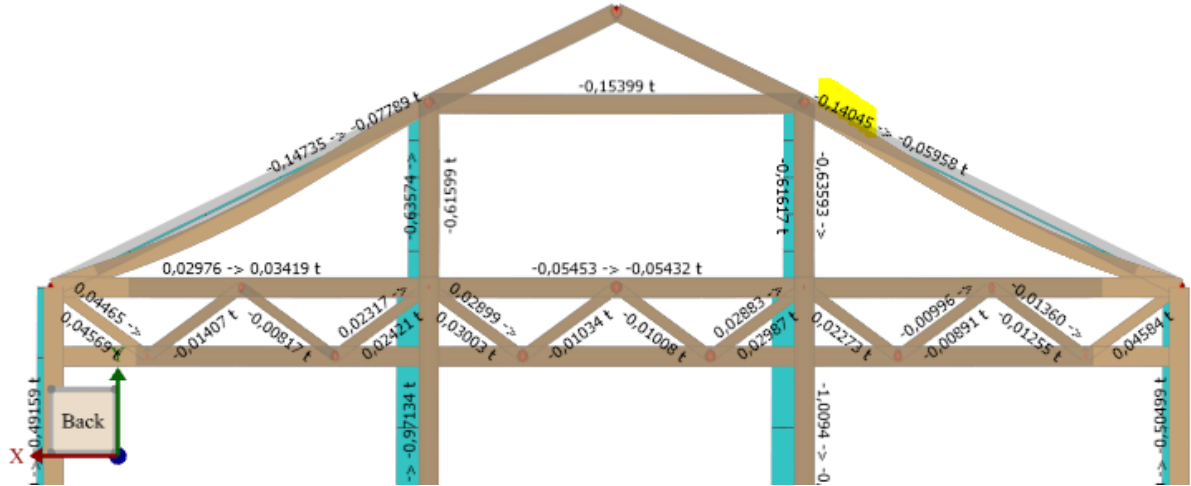 -0,15399 t
-0,14735 -> -0,07789 t
-0,14045 -> -0,05958 t
-0,63574 ->
-0,61599 t
-0,61617 t
-0,63593 ->
0,02976 -> 0,03419 t
-0,05453 -> -0,05432 t
0,04465 ->
0,04569 t
-0,01407 t
-0,00817 t
0,02317 ->
0,02421 t
0,02899 ->
0,03003 t
-0,01034 t
-0,01008 t
0,02883 ->
0,02987 t
0,02273 t
-0,00996 ->
-0,00891 t
-0,01360 ->
-0,01255 t
0,04584 t
-> 0,49159 t
-> -0,97134 t
-1,0094 -> -0,
-> -0,50499 t
Back
X